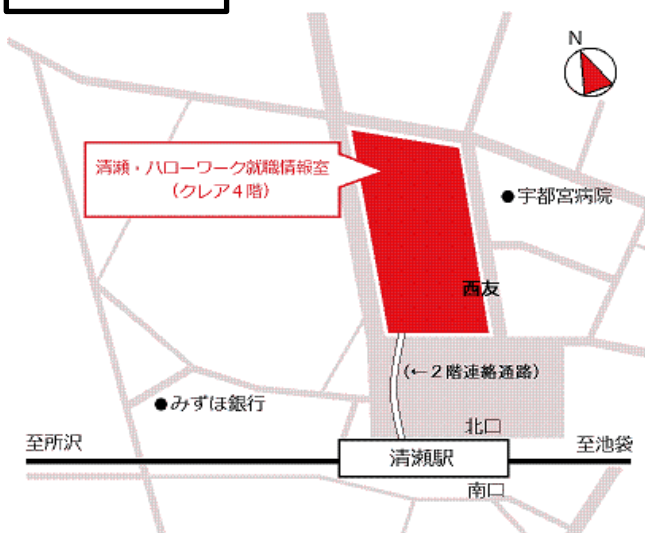 N
清瀬・ハローワーク就職情報室
(クレア4階)
●宇都宮病院
西友
(←2階連絡通路)
●みずほ銀行
北口
至所沢
清瀬駅
至池袋
南口